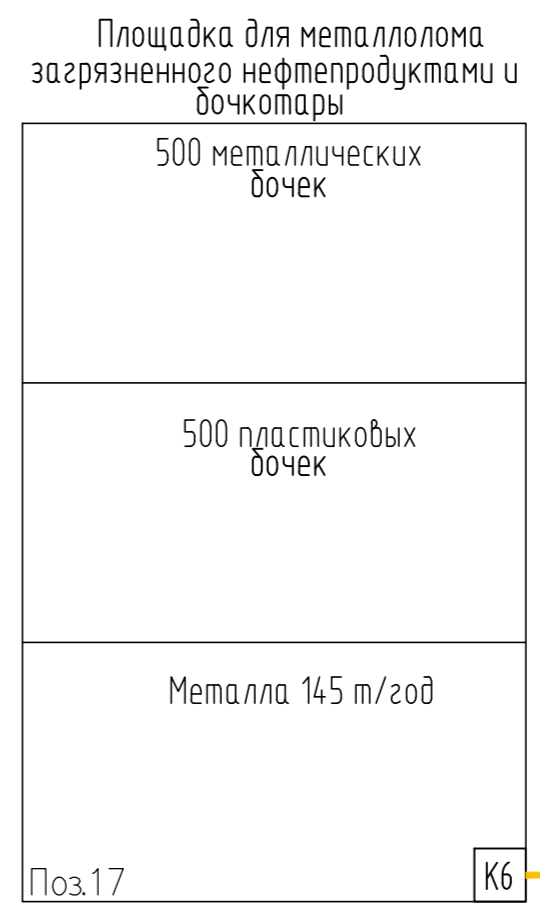 Площадка для металлолома
загрязненного нефтепродуктами и
бочкотары
500 металлических
бочек
500 пластиковых
бочек
Металла 145 т/год
Поз.17
К6